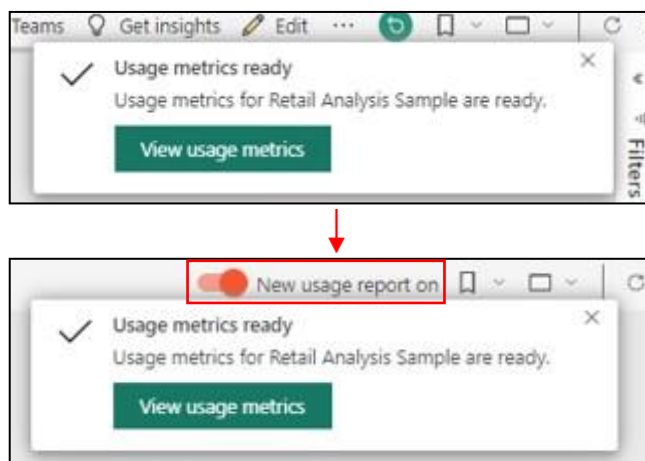 Teams Get insights Edit ...
Usage metrics ready
Usage metrics for Retail Analysis Sample are ready.
View usage metrics
Filters
New usage report on
Usage metrics ready
Usage metrics for Retail Analysis Sample are ready.
View usage metrics